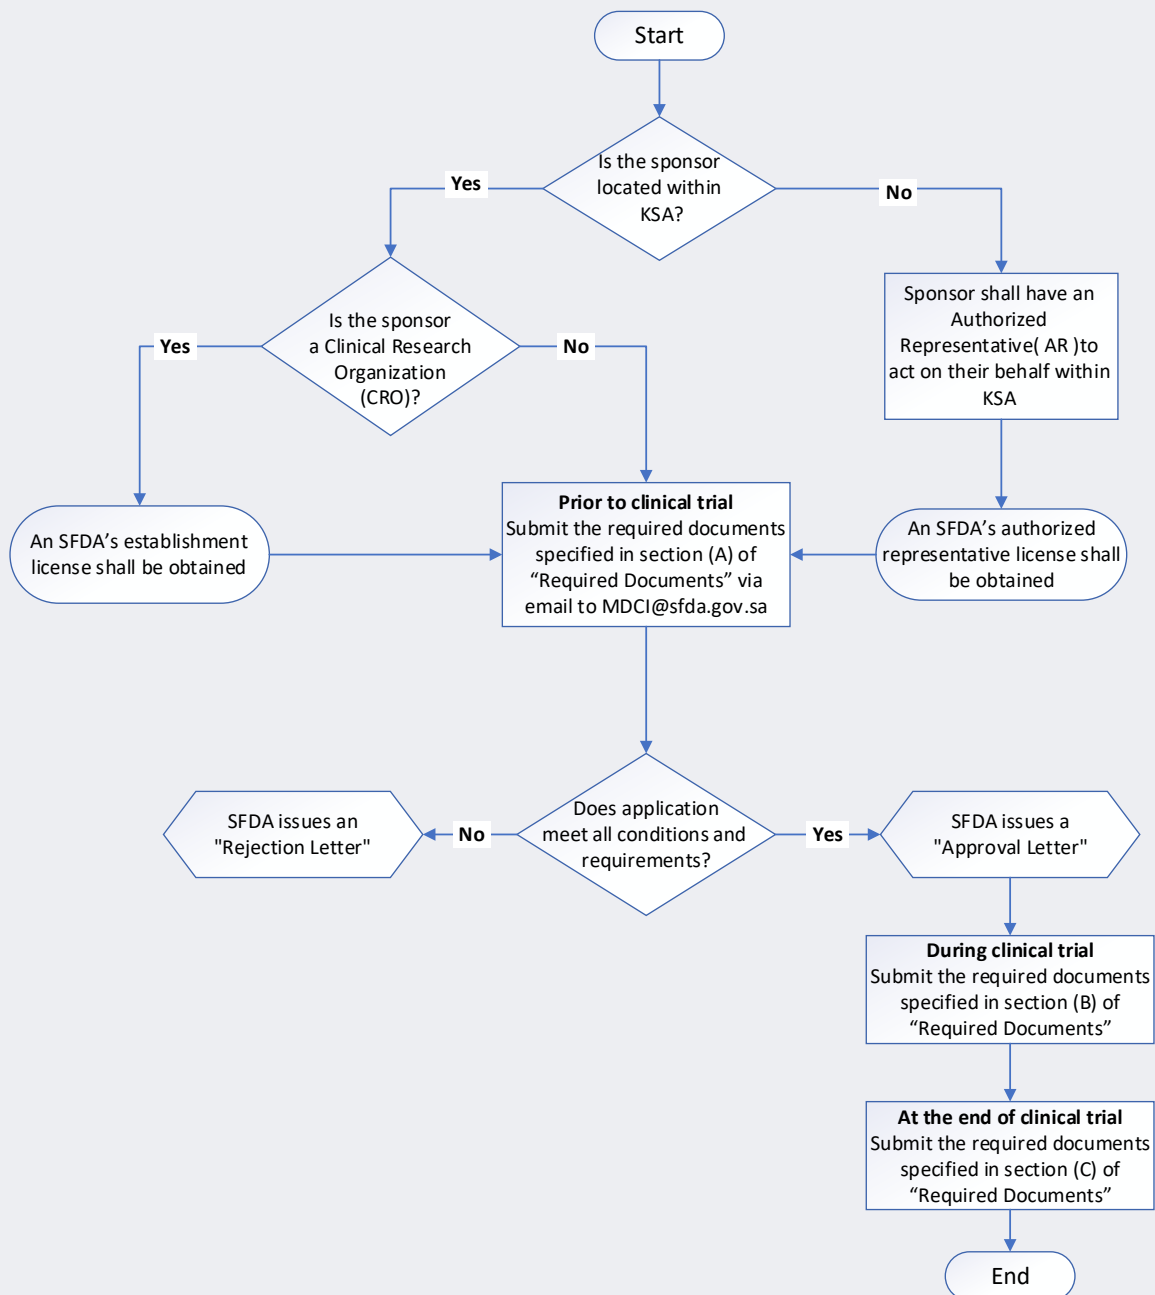 Start
Is the sponsor
located within
KSA?
Yes
No
Is the sponsor
a Clinical Research
Organization
(CRO)?
Yes
No
Sponsor shall have an
Authorized
Representative( AR )to
act on their behalf within
KSA
An SFDA’s establishment
license shall be obtained
Prior to clinical trial
Submit the required documents
specified in section (A) of
“Required Documents” via
email to MDCI@sfda.gov.sa
An SFDA’s authorized
representative license shall
be obtained
Does application
meet all conditions and
requirements?
No
Yes
SFDA issues an
"Rejection Letter"
SFDA issues a
"Approval Letter"
During clinical trial
Submit the required documents
specified in section (B) of
“Required Documents”
At the end of clinical trial
Submit the required documents
specified in section (C) of
“Required Documents”
End